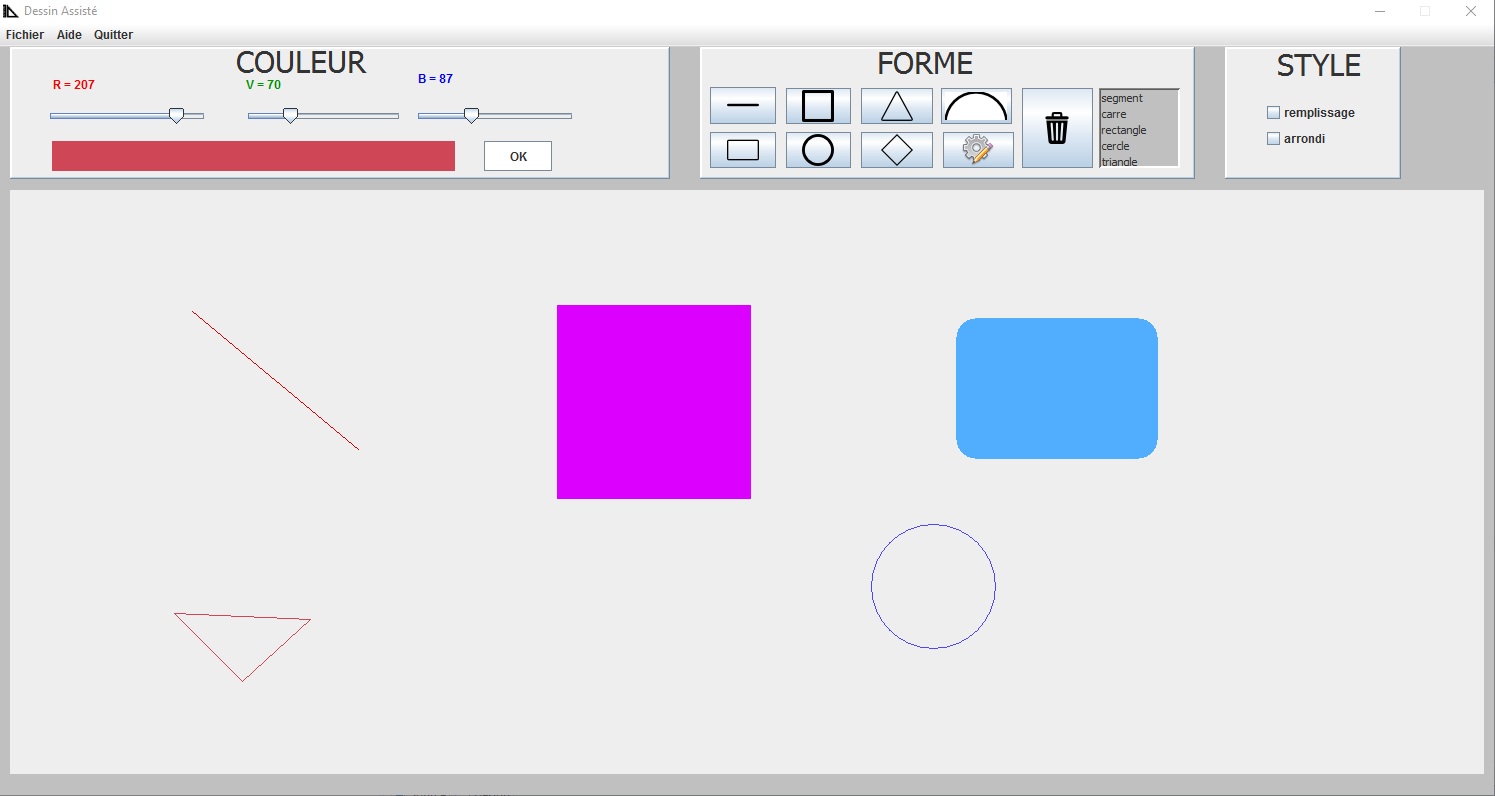 Dessin Assisté
Fichier Aide Quitter
COULEUR
R = 207
V = 70
B = 87
OK
FORME
segment
carre
rectangle
cercle
triangle
STYLE
remplissage
arrondi